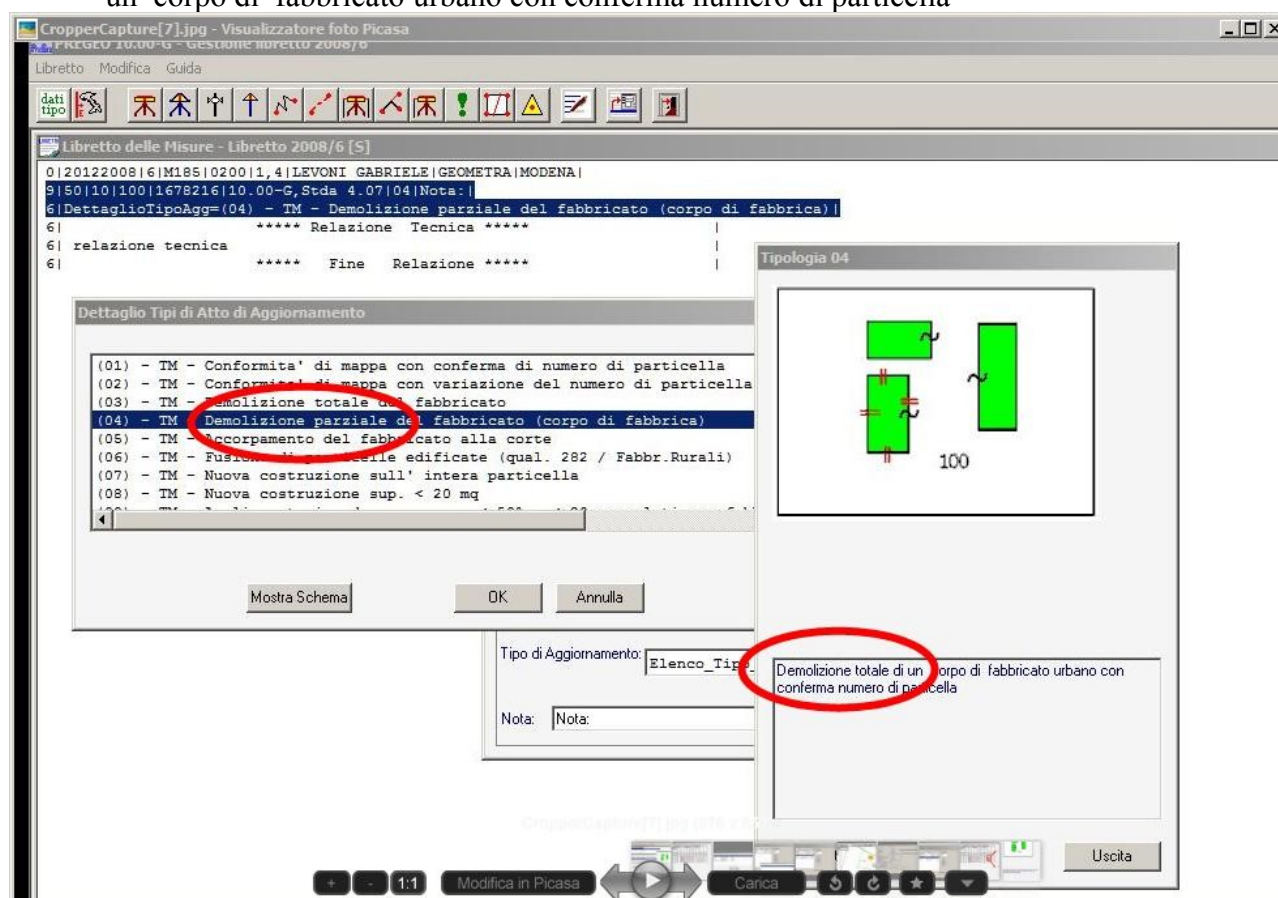 un corpo di fabbricato urbano con conferma numero di particella
CropperCapture[7].jpg - Visualizzatore foto Picasa
PREGEO 10.00-G - Gestione libretto 2008/6
Libretto Modifica Guida
dati
tipo
Libretto delle Misure - Libretto 2008/6 [S]
0|20122008|6|M185|0200|1,4|LEVONI GABRIELE|GEOMETRA|MODENA|
9|50|10|100|1678216|10.00-G,Stda 4.07|04|Nota:|
6|DettaglioTipoAgg=(04) - TM - Demolizione parziale del fabbricato (corpo di fabbrica)|
6| ***** Relazione Tecnica ***** |
6| relazione tecnica |
6| ***** Fine Relazione ***** |
Dettaglio Tipi di Atto di Aggiornamento
(01) - TM - Conformita' di mappa con conferma di numero di particella
(02) - TM - Conformita' di mappa con variazione del numero di particella
(03) - TM - Demolizione totale del fabbricato
(04) - TM - Demolizione parziale del fabbricato (corpo di fabbrica)
(05) - TM - Accorpamento del fabbricato alla corte
(06) - TM - Fusione di particelle edificate (qual. 282 / Fabbr.Rurali)
(07) - TM - Nuova costruzione sull' intera particella
(08) - TM - Nuova costruzione sup. < 20 mq
Mostra Schema
OK
Annulla
Tipo di Aggiornamento: Elenco_Tipo_
Nota: Nota:
Tipologia 04
100
Demolizione totale di un corpo di fabbricato urbano con
conferma numero di particella
Uscita
+ - 1:1 Modifica in Picasa Carica